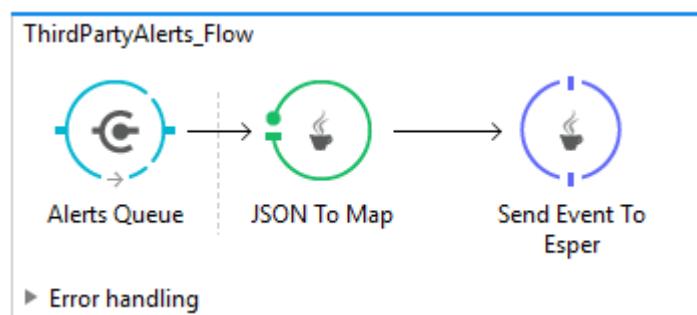 ThirdPartyAlerts_Flow
Alerts Queue
JSON To Map
Send Event To
Esper
Error handling